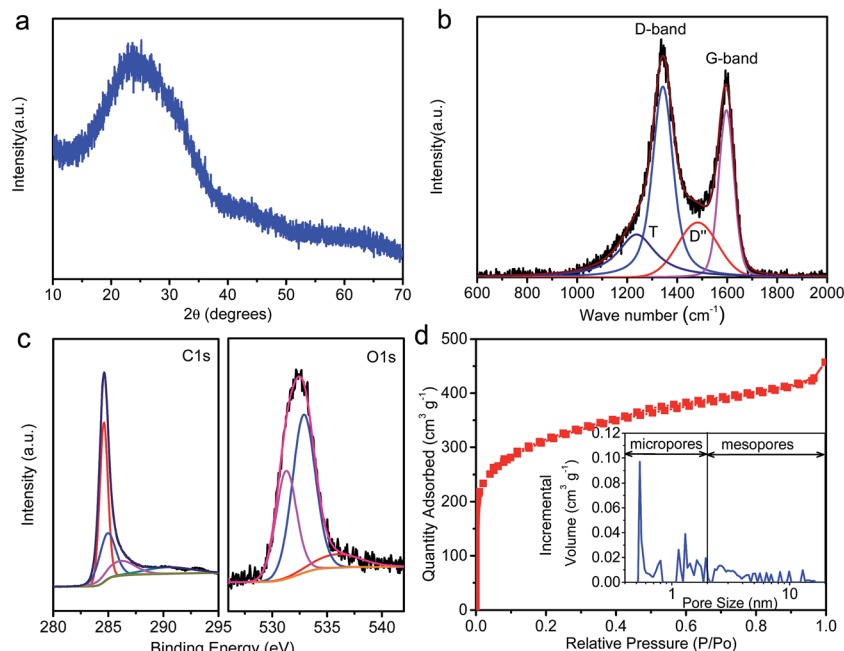 a
Intensity(a.u.)
10 20 30 40 50 60 70
2θ (degrees)
b
D-band
G-band
T
D"
Intensity(a.u.)
600 800 1000 1200 1400 1600 1800 2000
Wave number (cm⁻¹)
c
C1s
O1s
Intensity (a.u.)
280 285 290 295 530 535 540
Binding Energy (eV)
d
500
400
300
200
100
0
Quantity Adsorbed (cm³ g⁻¹)
0.0 0.2 0.4 0.6 0.8 1.0
Relative Pressure (P/Po)
0.12
0.10
0.08
0.06
0.04
0.02
0.00
micropores mesopores
Incremental
Volume (cm³ g⁻¹)
1 10
Pore Size (nm)